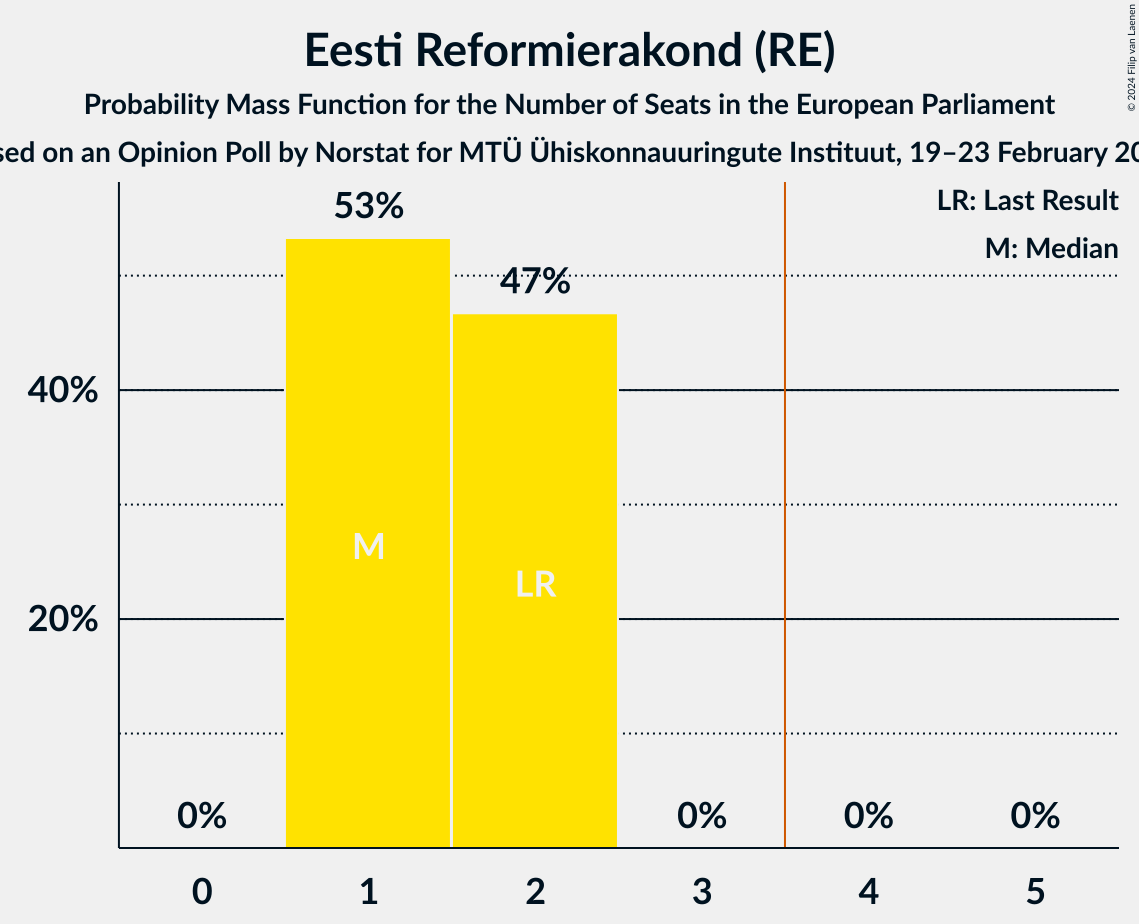 © 2024 Filip van Laenen
Eesti Reformierakond (RE)
Probability Mass Function for the Number of Seats in the European Parliament
on an Opinion Poll by Norstat for MTÜ Ühiskonnauuringute Instituut, 19–23 February
LR: Last Result
M: Median
53%
47%
40%
20%
M
LR
0%
0%
0%
0%
0
1
2
3
4
5